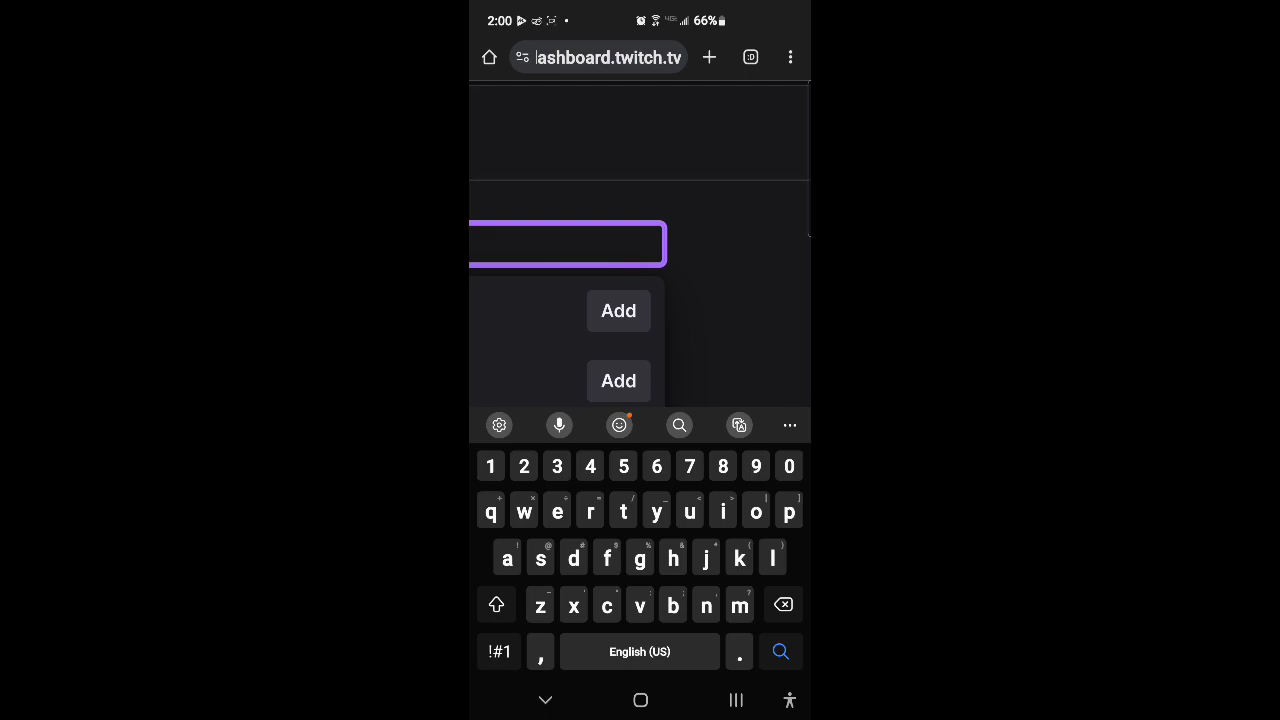 2:00 4G 66%
ashboard.twitch.tv :D
Add
Add
1 2 3 4 5 6 7 8 9 0
q w e r t y u i o p
a s d f g h j k l
z x c v b n m
!#1 , English (US) .